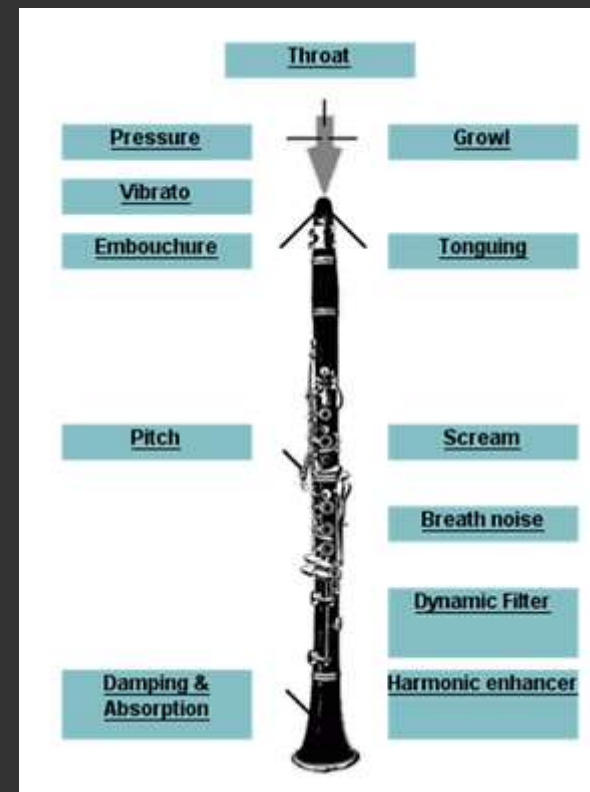 Throat
Pressure
Growl
Vibrato
Embouchure
Tonguing
Pitch
Scream
Breath noise
Dynamic Filter
Damping &
Absorption
Harmonic enhancer